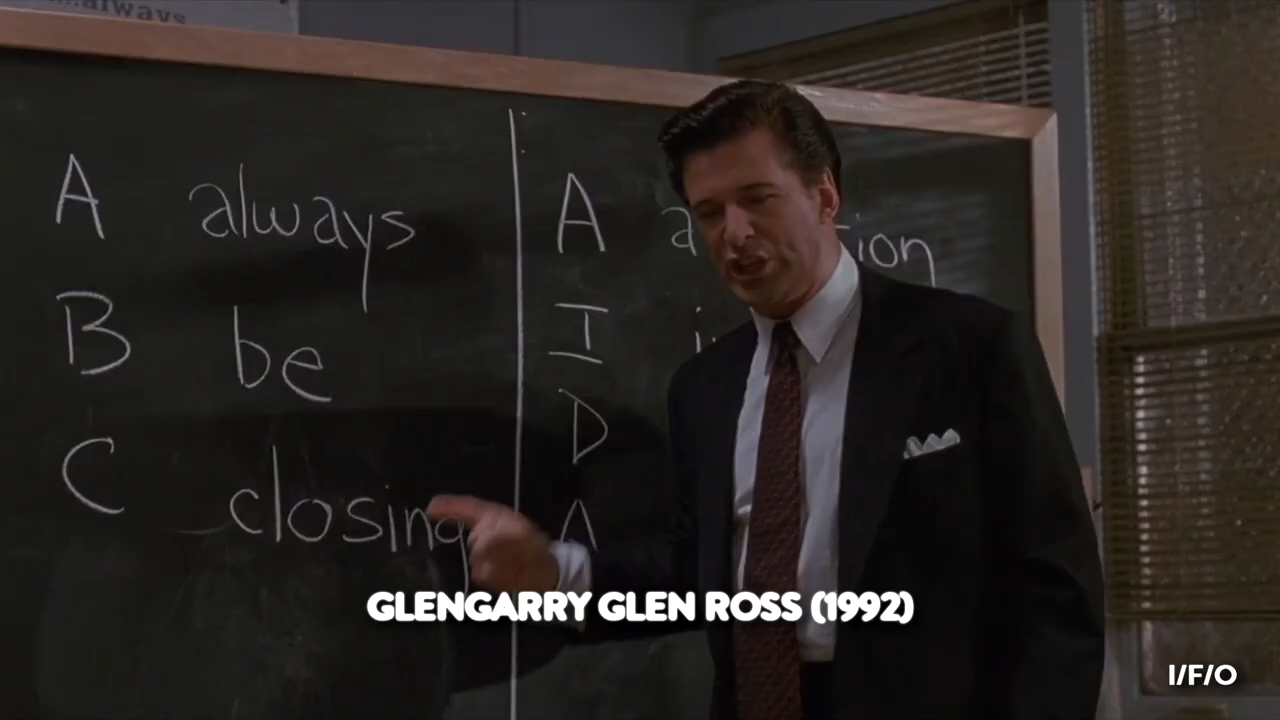 ...always
A always
B be
C closing
A
I
D
A
GLENGARRY GLEN ROSS (1992)
I/F/O